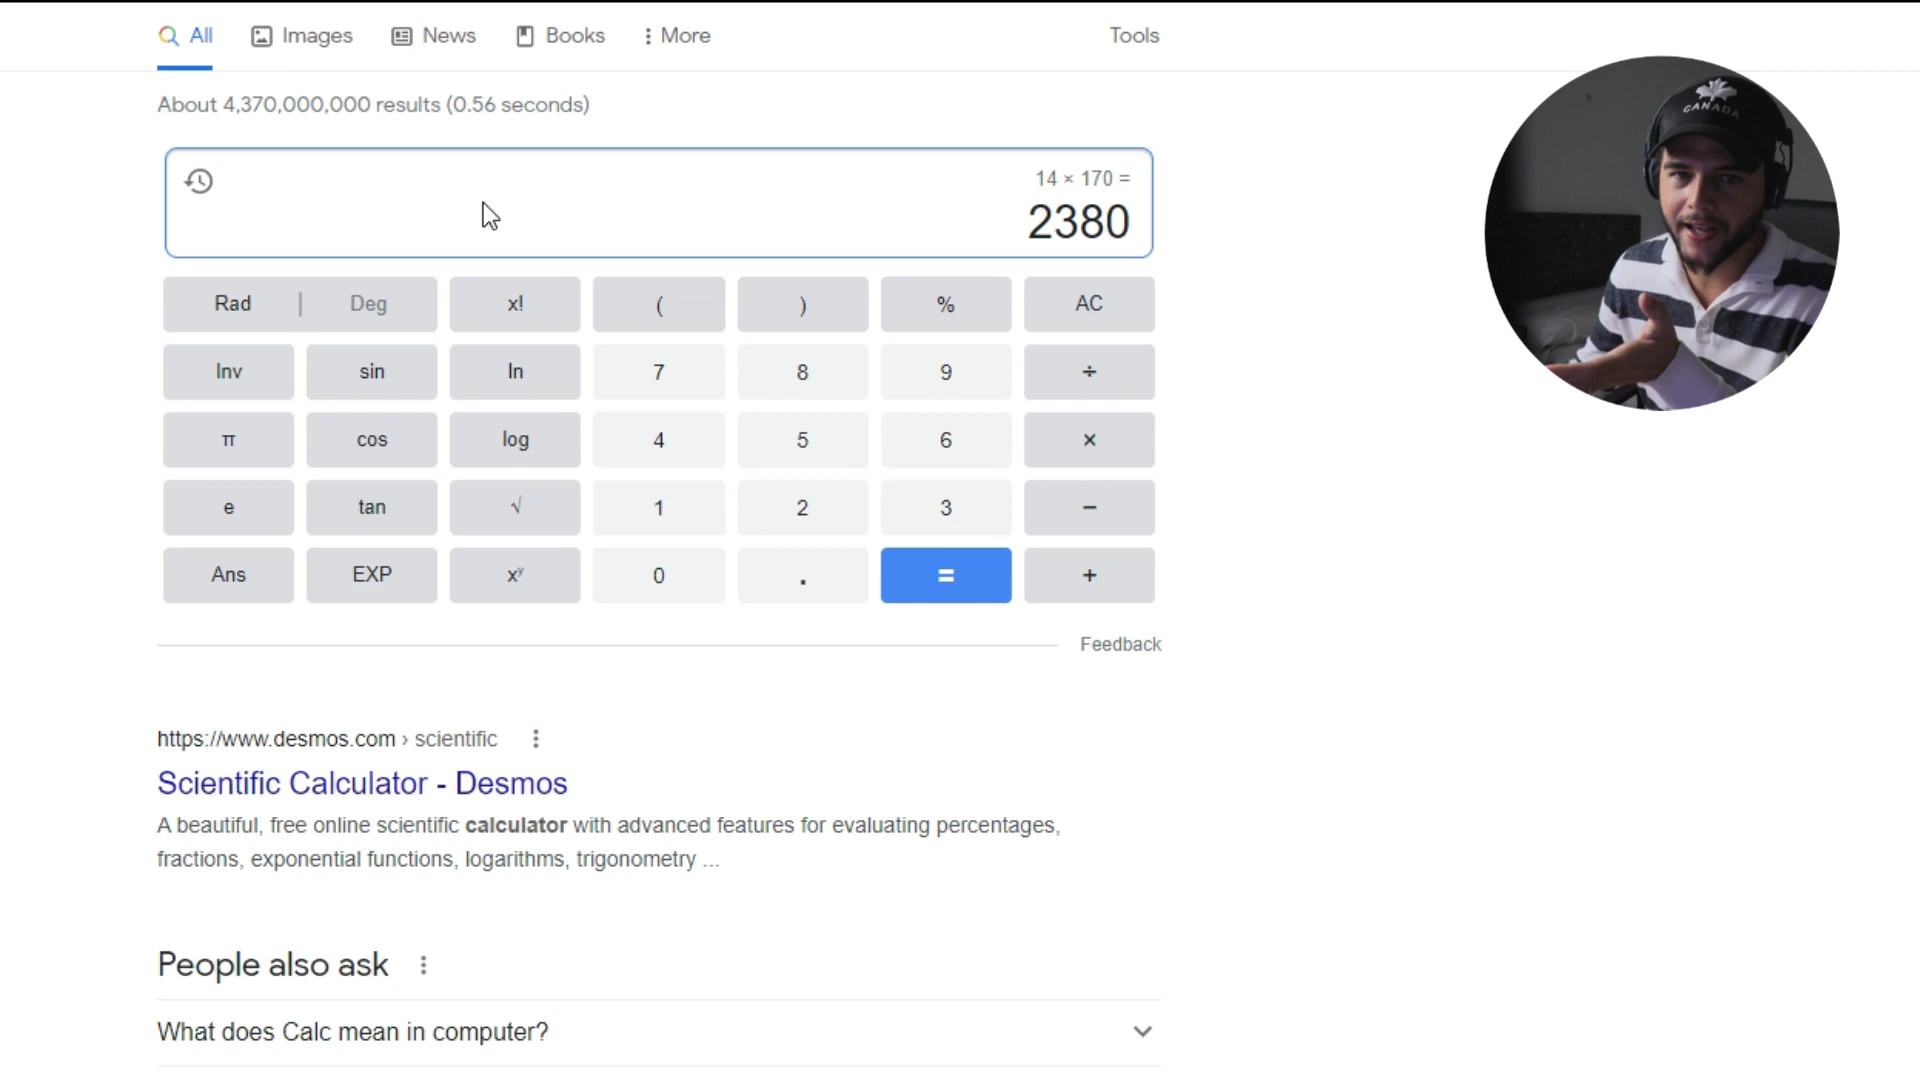 All Images News Books More Tools
About 4,370,000,000 results (0.56 seconds)
14 × 170 =
2380
Rad | Deg x! ( ) % AC
Inv sin ln 7 8 9 ÷
π cos log 4 5 6 ×
e tan √ 1 2 3 −
Ans EXP xʸ 0 . = +
Feedback
https://www.desmos.com › scientific
Scientific Calculator - Desmos
A beautiful, free online scientific calculator with advanced features for evaluating percentages,
fractions, exponential functions, logarithms, trigonometry ...
People also ask
What does Calc mean in computer?
CANADA